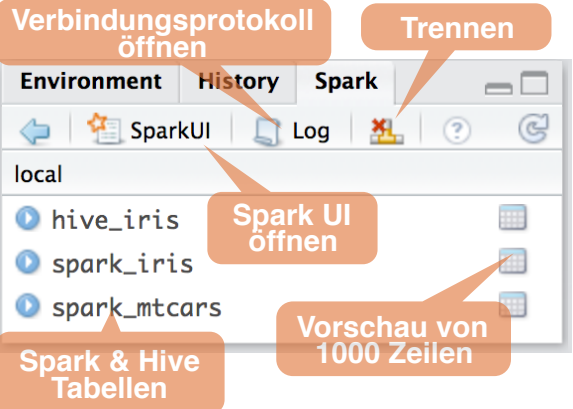 Verbindungsprotokoll
öffnen
Trennen
Environment History Spark
SparkUI Log ?
local
hive_iris
Spark UI
öffnen
spark_iris
spark_mtcars
Vorschau von
1000 Zeilen
Spark & Hive
Tabellen